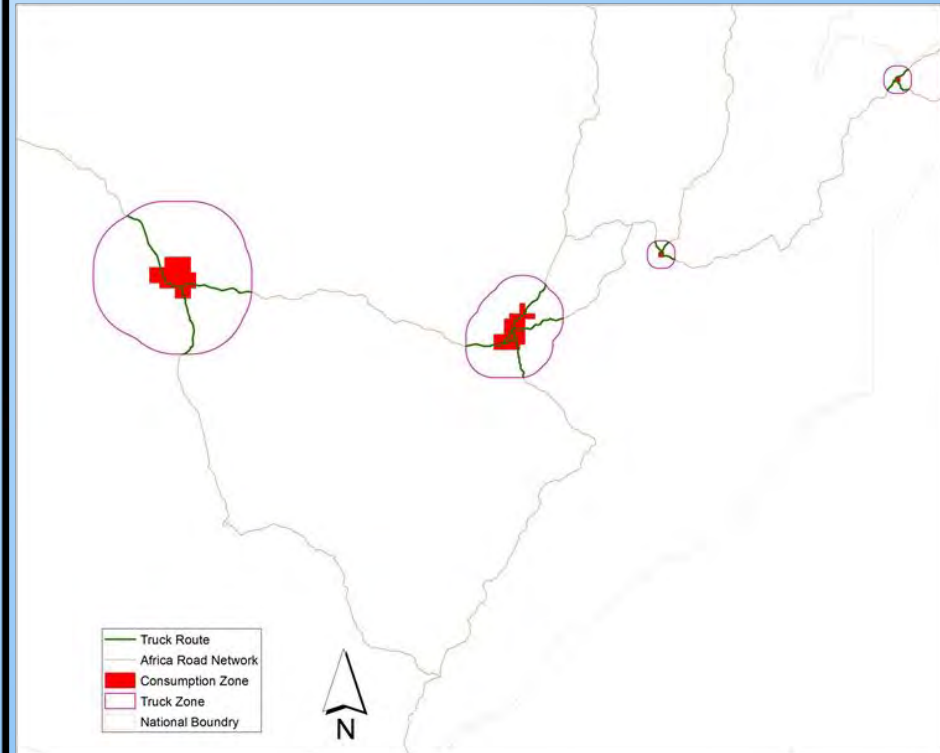 Truck Route
Africa Road Network
Consumption Zone
Truck Zone
National Boundry
N